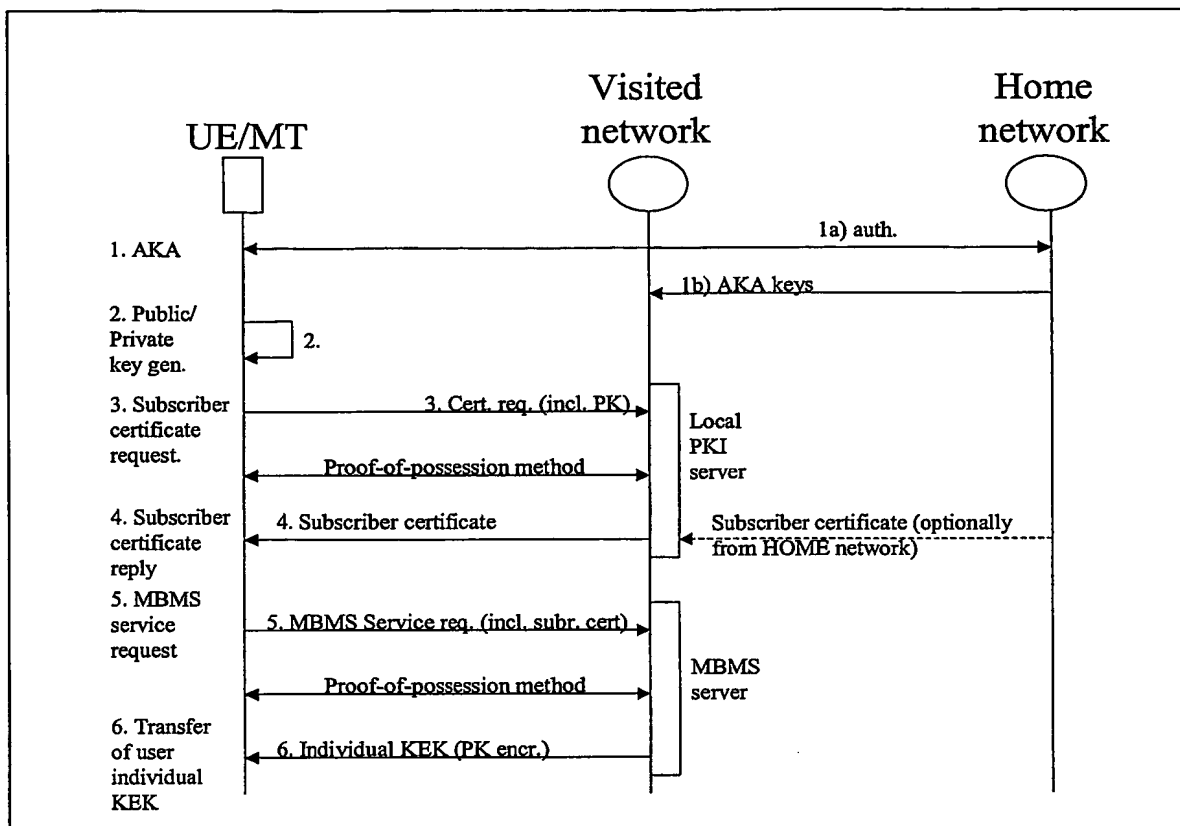 UE/MT
Visited
network
Home
network
1. AKA
1a) auth.
1b) AKA keys
2. Public/
Private
key gen.
2.
3. Subscriber
certificate
request.
3. Cert. req. (incl. PK)
Local
PKI
server
Proof-of-possession method
4. Subscriber
certificate
reply
4. Subscriber certificate
Subscriber certificate (optionally
from HOME network)
5. MBMS
service
request
5. MBMS Service req. (incl. subr. cert)
MBMS
server
Proof-of-possession method
6. Transfer
of user
individual
KEK
6. Individual KEK (PK encr.)